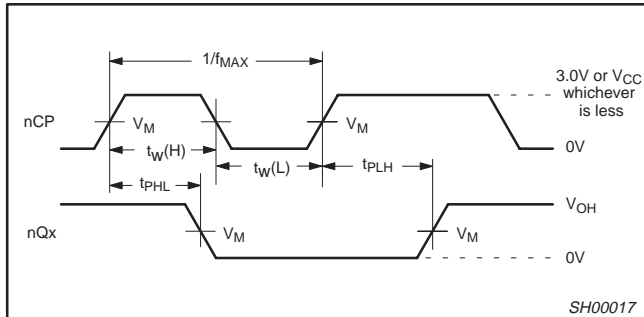 1/fMAX
3.0V or VCC
whichever
is less
nCP
VM
VM
0V
tW(H)
tW(L)
tPLH
tPHL
VOH
nQx
VM
VM
0V
SH00017